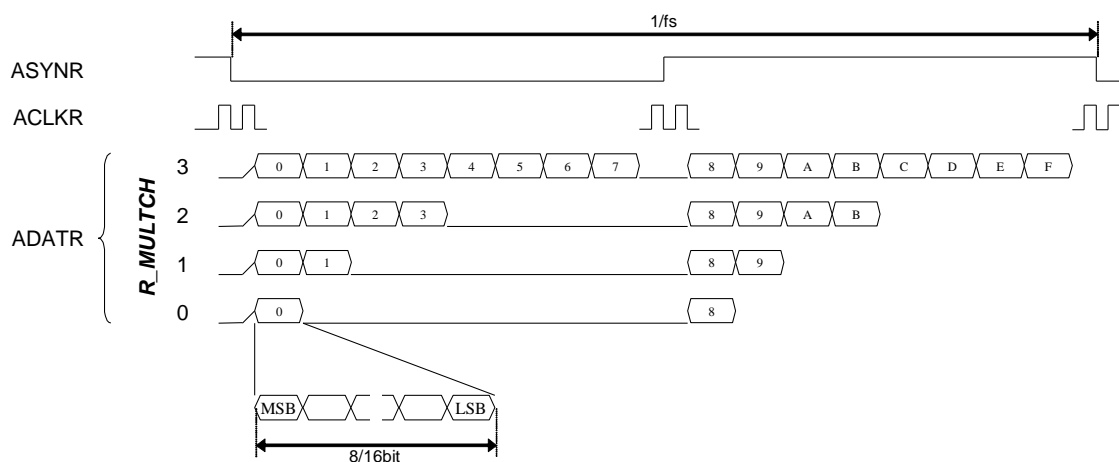 1/fs
ASYNR
ACLKR
ADATR
R_MULTCH
3 0 1 2 3 4 5 6 7 8 9 A B C D E F
2 0 1 2 3 8 9 A B
1 0 1 8 9
0 0 8
MSB LSB
8/16bit